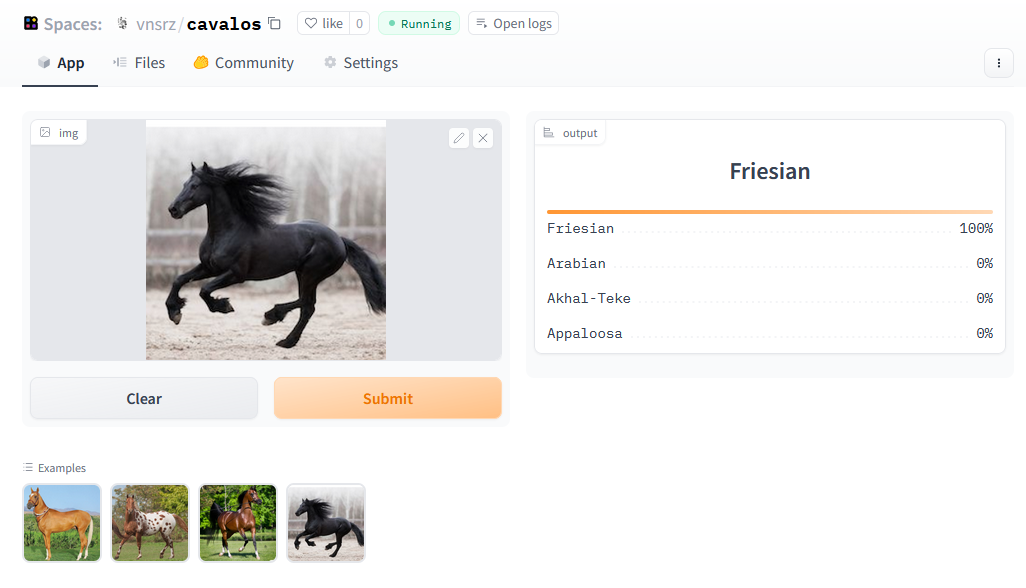 Spaces: vnsrz/cavalos like 0 Running Open logs
App Files Community Settings
img
output
Friesian
Friesian 100%
Arabian 0%
Akhal-Teke 0%
Appaloosa 0%
Clear Submit
Examples